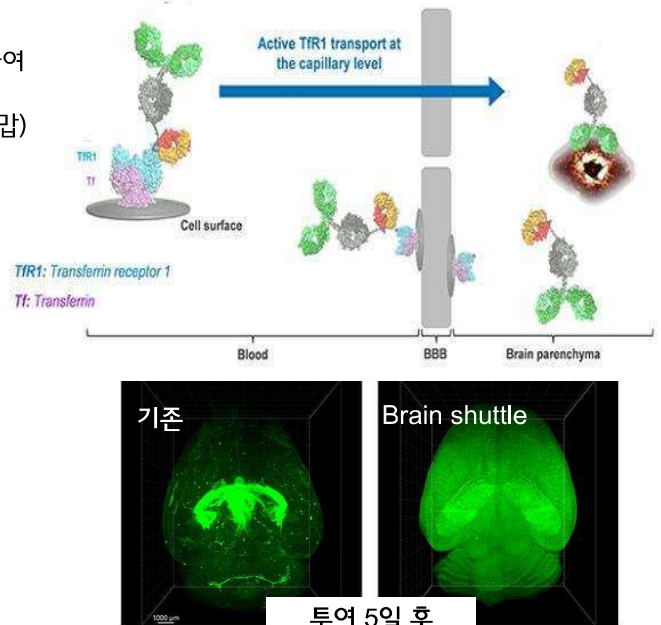 여
맙)
Active TfR1 transport at
the capillary level
TfR1
Tf
Cell surface
TfR1: Transferrin receptor 1
Tf: Transferrin
Blood
BBB
Brain parenchyma
기존
Brain shuttle
1000 µm
투여 5일 후